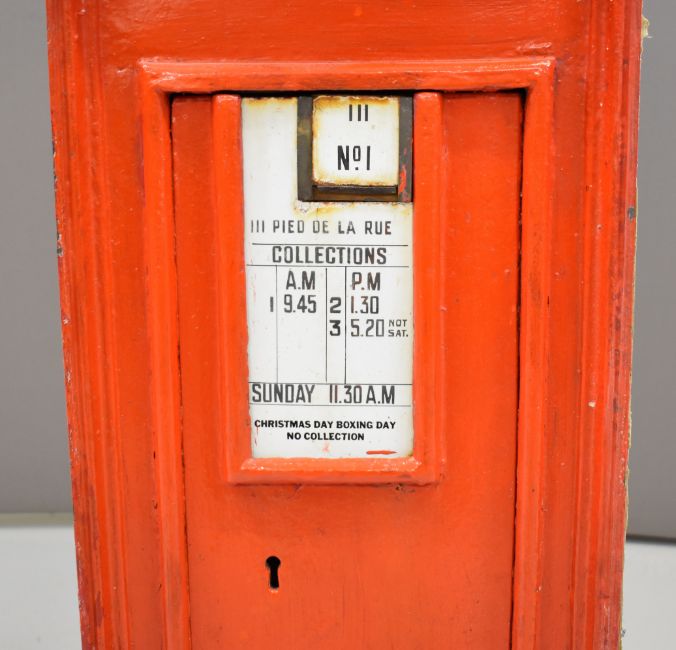 III
Nº1
III PIED DE LA RUE
COLLECTIONS
A.M P.M
1 9.45 2 1.30
3 5.20 NOT SAT.
SUNDAY 11.30 A.M
CHRISTMAS DAY BOXING DAY
NO COLLECTION